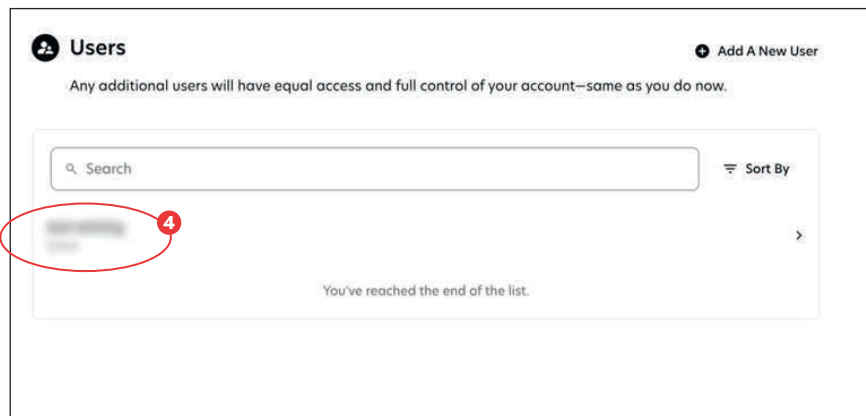 Users
Add A New User
Any additional users will have equal access and full control of your account—same as you do now.
Search
Sort By
4
You've reached the end of the list.